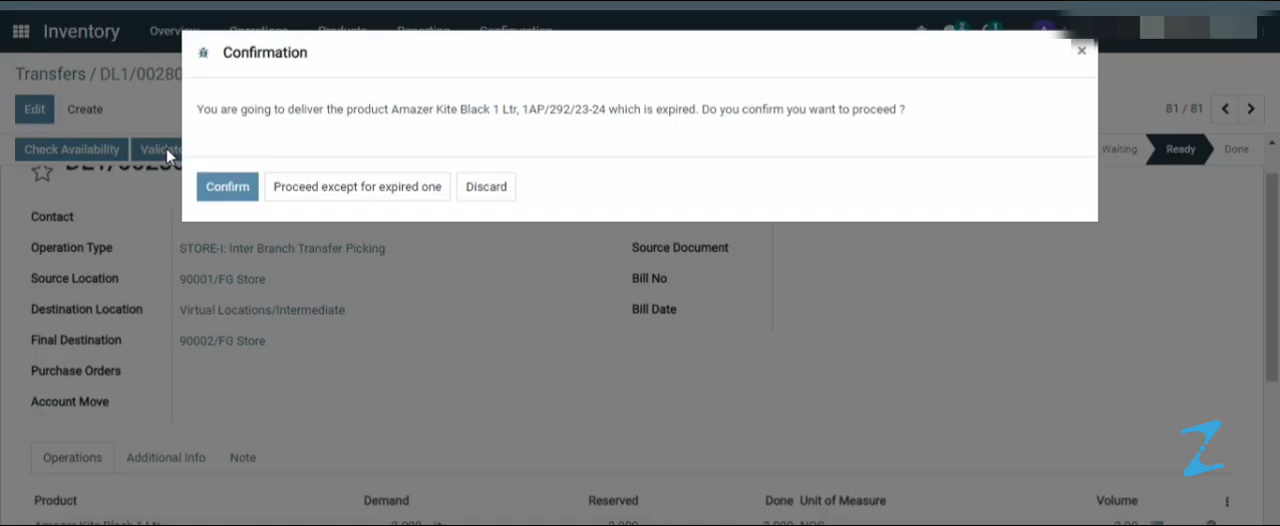 Inventory
Confirmation
Transfers / DL1/00280
You are going to deliver the product Amazer Kite Black 1 Ltr, 1AP/292/23-24 which is expired. Do you confirm you want to proceed ?
Edit Create
81 / 81
Check Availability Validate
Waiting Ready Done
Confirm Proceed except for expired one Discard
Contact
Operation Type STORE-I: Inter Branch Transfer Picking Source Document
Source Location 90001/FG Store Bill No
Destination Location Virtual Locations/Intermediate Bill Date
Final Destination 90002/FG Store
Purchase Orders
Account Move
Operations Additional Info Note
Product Demand Reserved Done Unit of Measure Volume